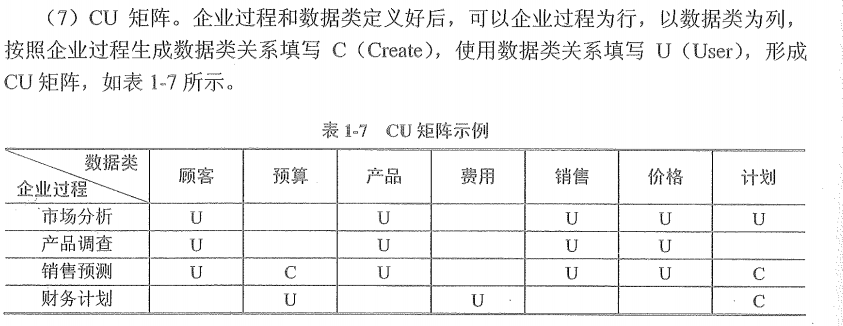 （7）CU 矩阵。企业过程和数据类定义好后，可以企业过程为行，以数据类为列，
按照企业过程生成数据类关系填写 C（Create），使用数据类关系填写 U（User），形成
CU 矩阵，如表 1-7 所示。
表 1-7 CU 矩阵示例
数据类
企业过程 顾客 预算 产品 费用 销售 价格 计划
市场分析 U U U U U
产品调查 U U U U
销售预测 U C U U U C
财务计划 U U C